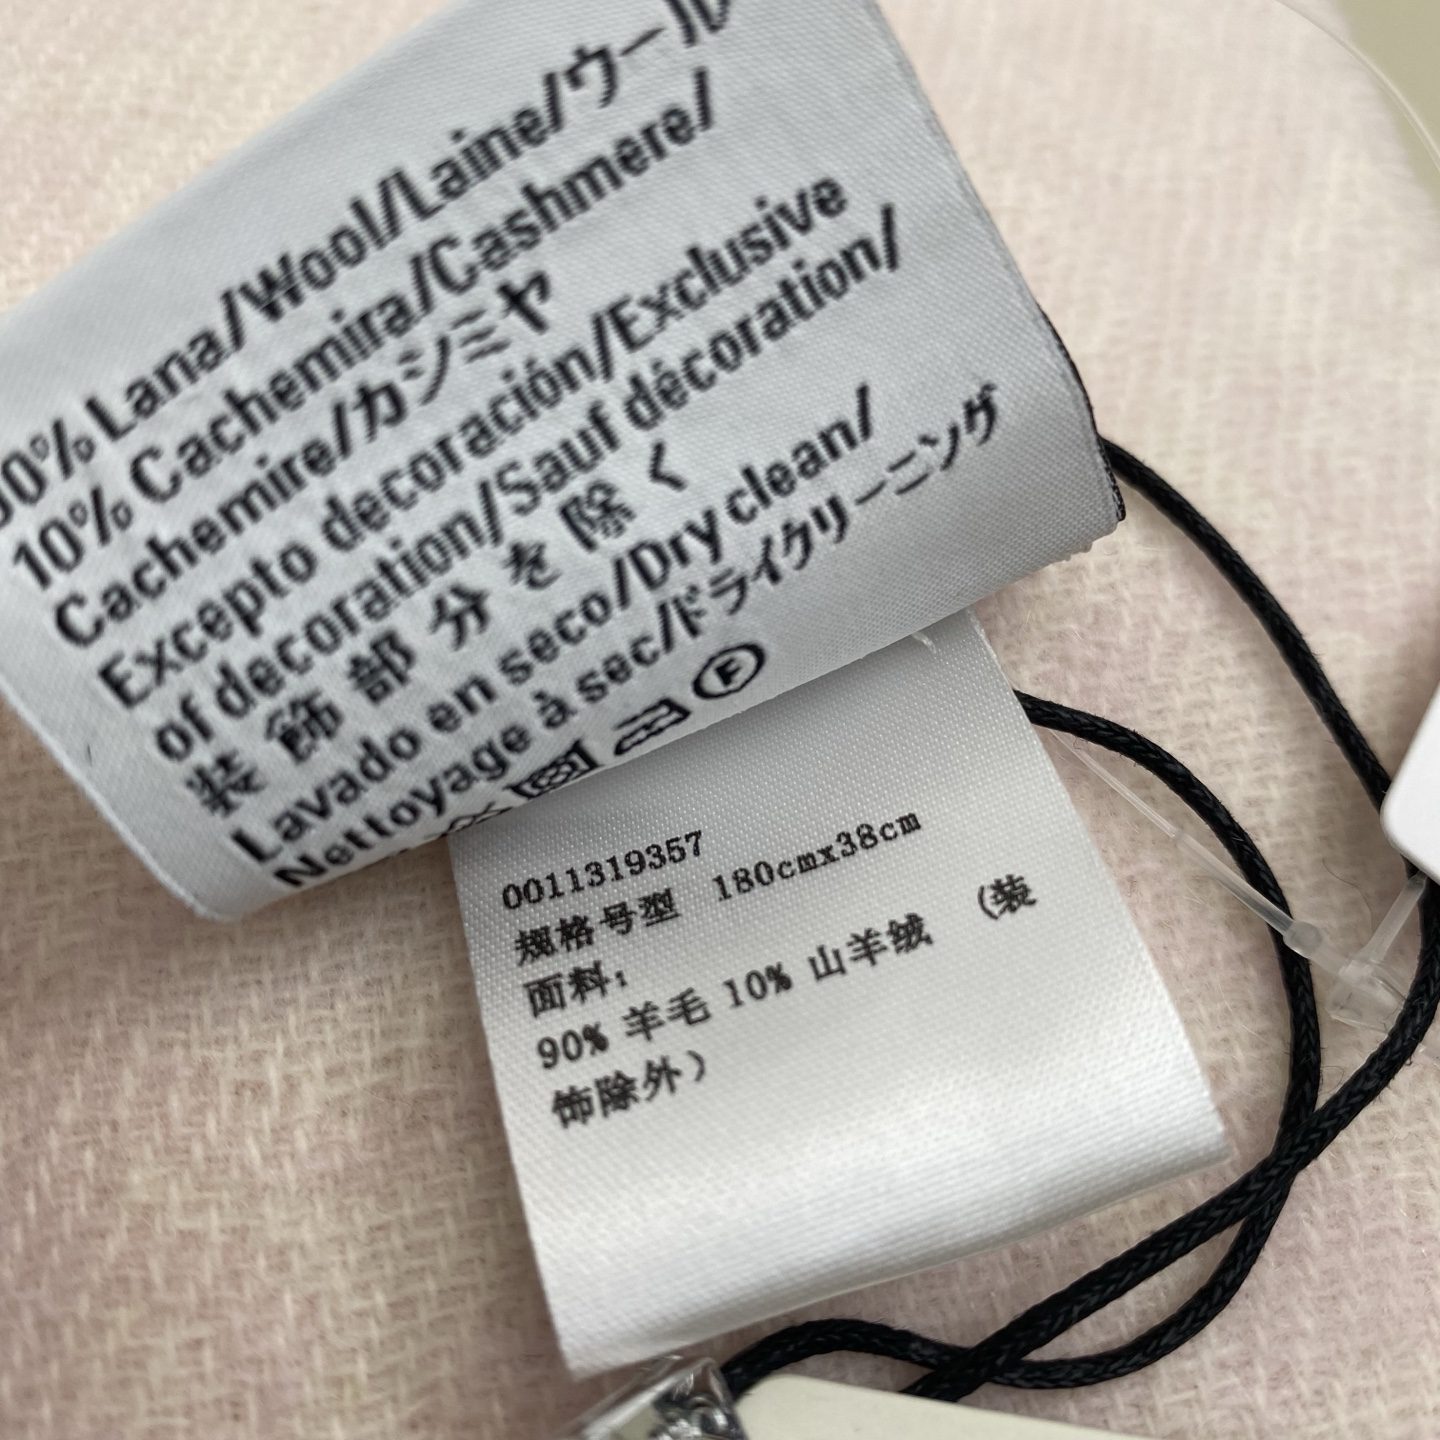 90% Lana/Wool/Laine/ウール
10% Cachemira/Cashmere/
Cachemire/カシミヤ
Excepto decoración/Exclusive
of decoration/Sauf décoration/
装飾部分を除く
Lavado en seco/Dry clean/
Nettoyage à sec/ドライクリーニング
F
0011319357
规格号型 180cmx38cm
面料:
90% 羊毛 10% 山羊绒 (装
饰除外)